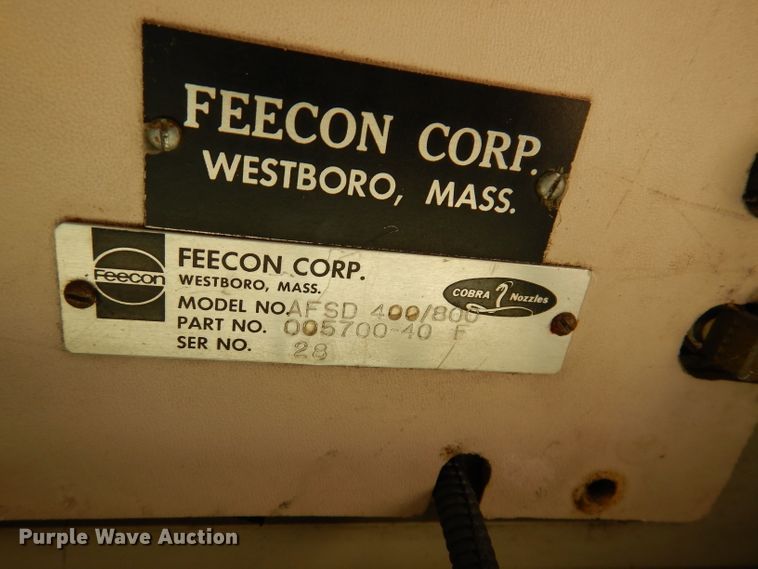 FEECON CORP.
WESTBORO, MASS.
Feecon
FEECON CORP.
WESTBORO, MASS.
COBRA Nozzles
MODEL NO. AFSD 400/800
PART NO. 005700-40 F
SER NO. 28
Purple Wave Auction